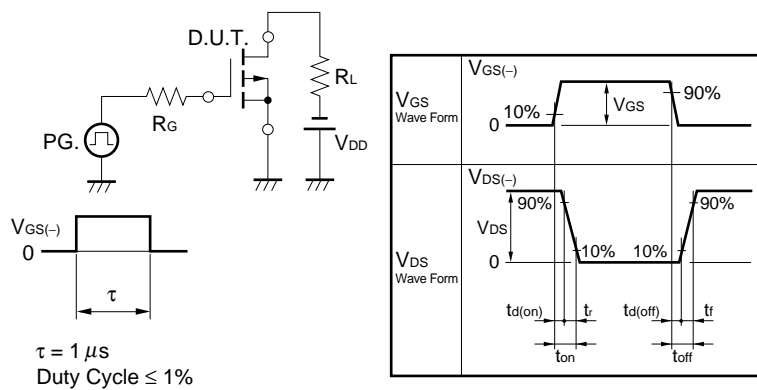 D.U.T.
RL
RG
PG.
VDD
VGS(−)
0
τ
τ = 1 μs
Duty Cycle ≤ 1%
VGS
Wave Form
VGS(−)
10%
90%
VGS
0
VDS
Wave Form
VDS(−)
90%
90%
VDS
10%
10%
0
td(on)
tr
td(off)
tf
ton
toff